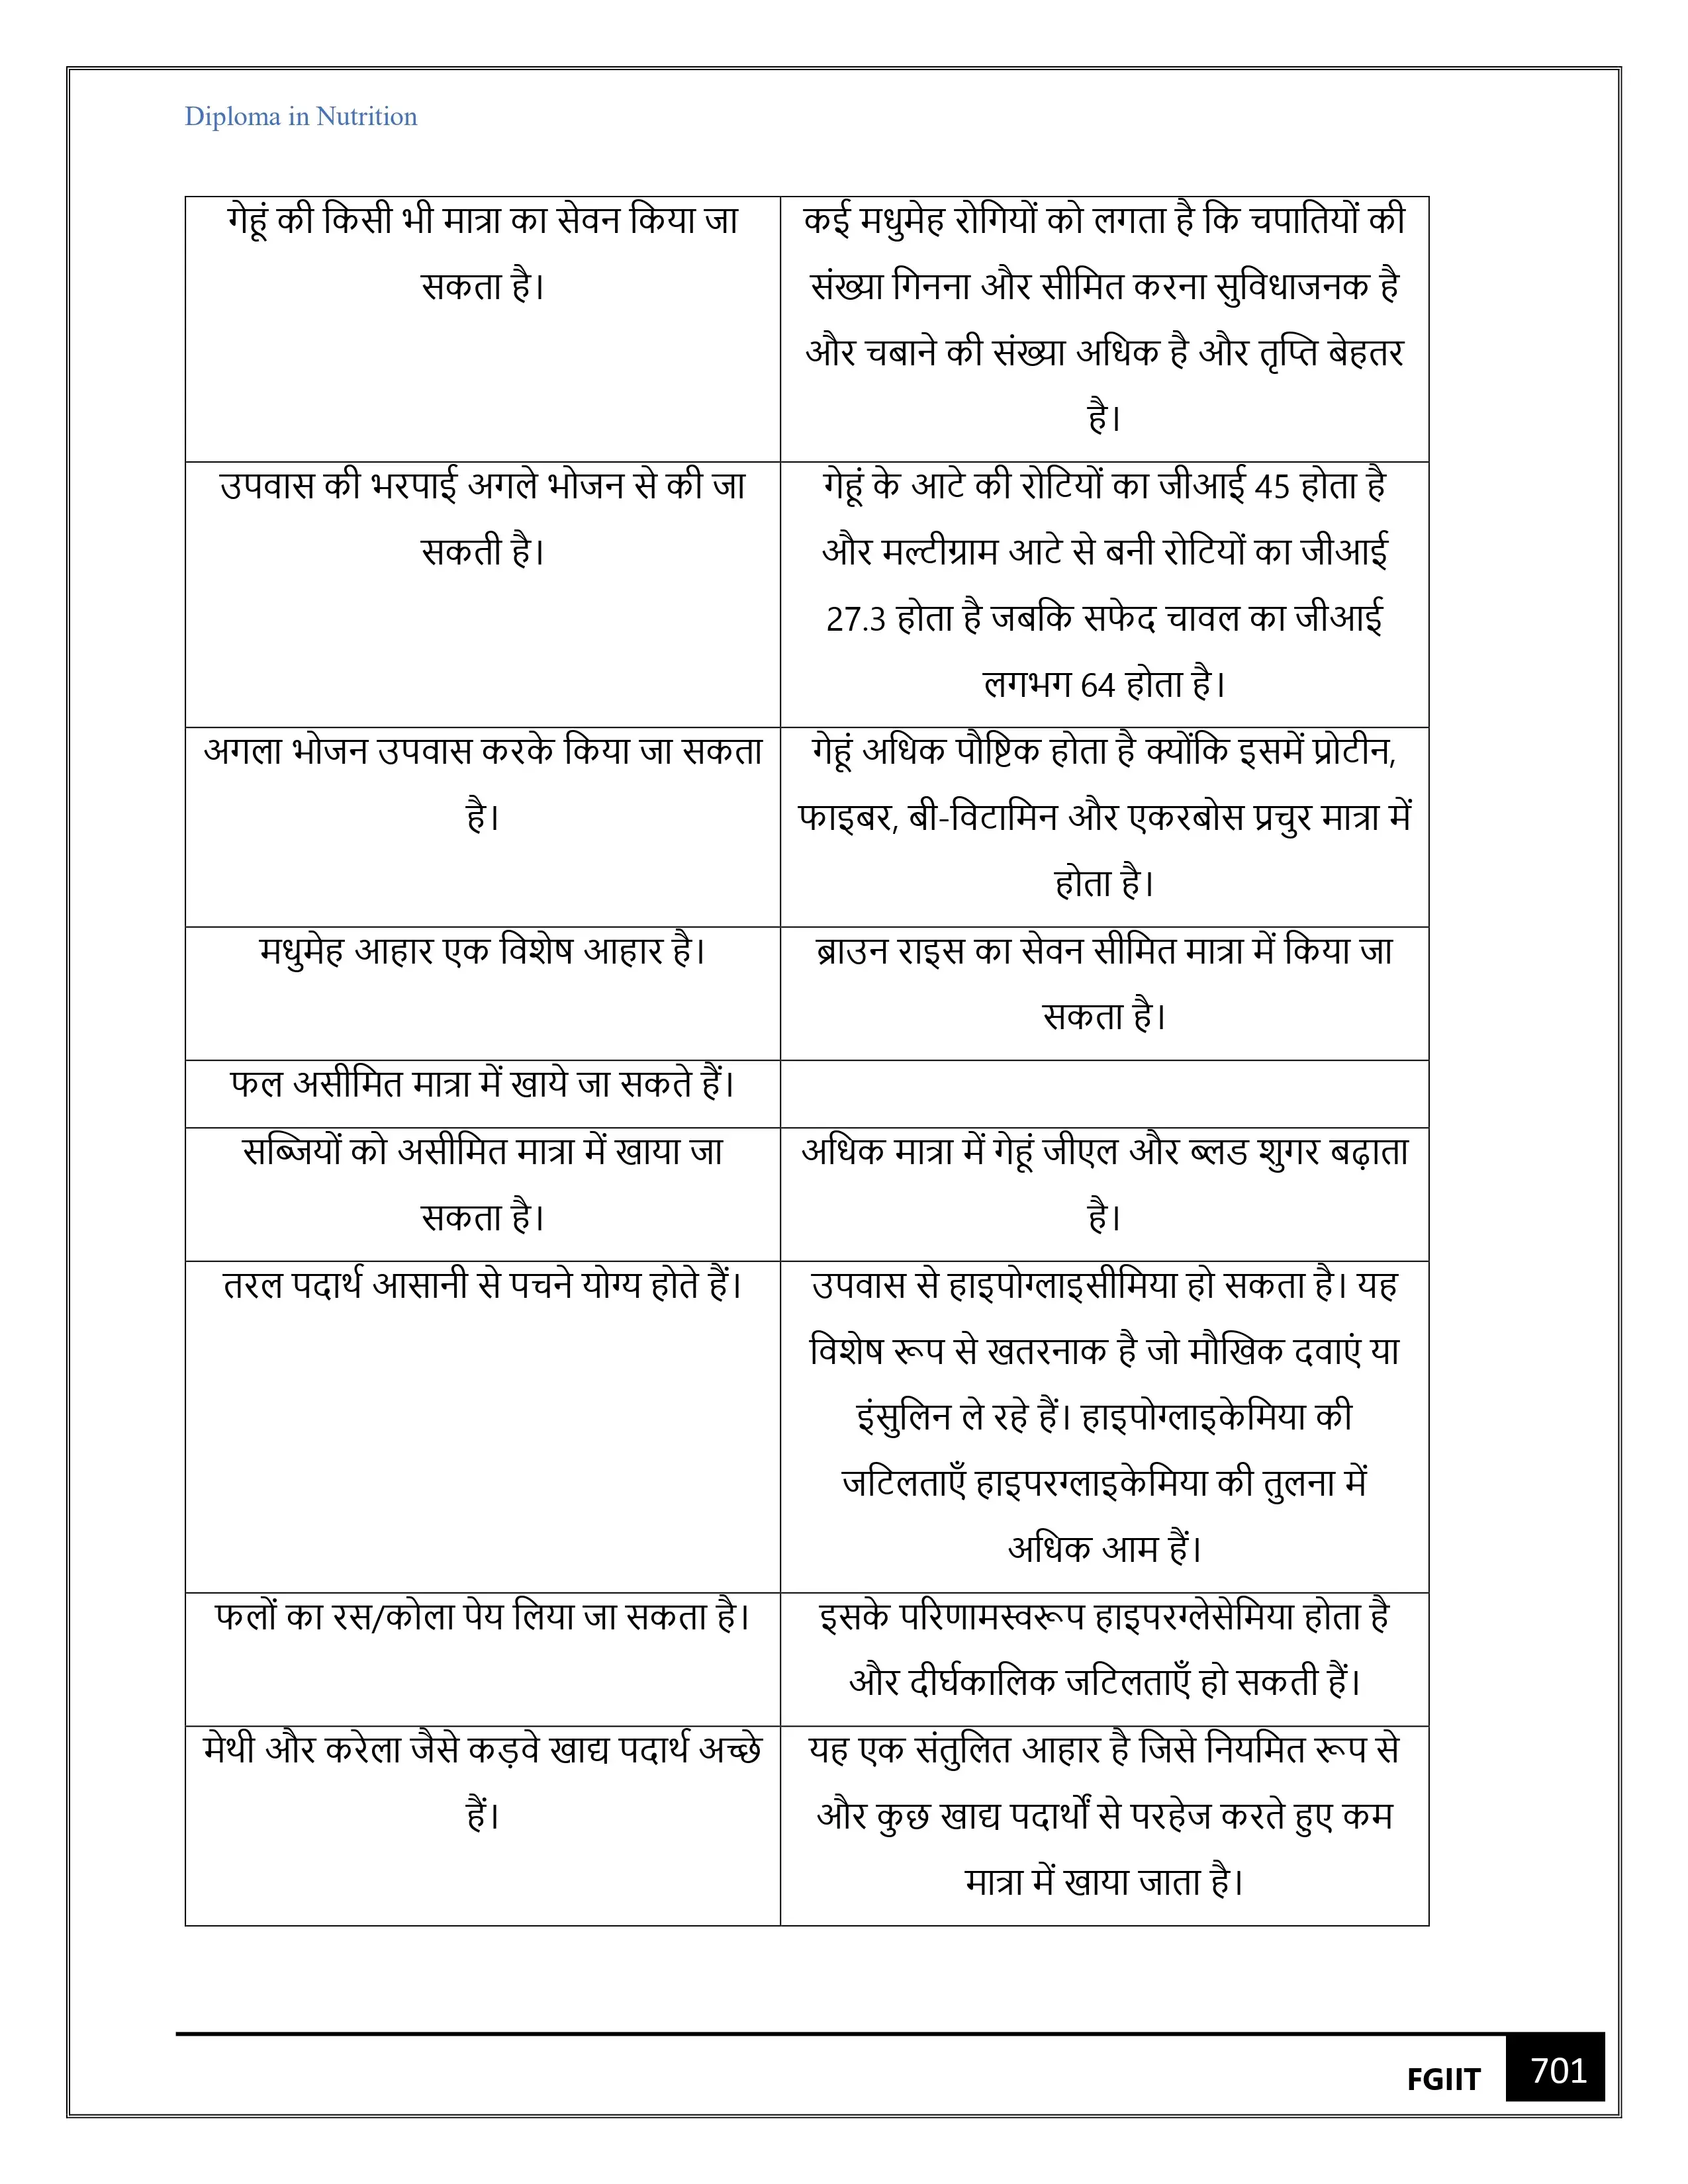 Diploma in Nutrition
गेहूं की किसी भी मात्रा का सेवन किया जा
सकता है।
कई मधुमेह रोगियों को लगता है कि चपातियों की
संख्या गिनना और सीमित करना सुविधाजनक है
और चबाने की संख्या अधिक है और तृप्ति बेहतर
है।
उपवास की भरपाई अगले भोजन से की जा
सकती है।
गेहूं के आटे की रोटियों का जीआई 45 होता है
और मल्टीग्राम आटे से बनी रोटियों का जीआई
27.3 होता है जबकि सफेद चावल का जीआई
लगभग 64 होता है।
अगला भोजन उपवास करके किया जा सकता
है।
गेहूं अधिक पौष्टिक होता है क्योंकि इसमें प्रोटीन,
फाइबर, बी-विटामिन और एकरबोस प्रचुर मात्रा में
होता है।
मधुमेह आहार एक विशेष आहार है।
ब्राउन राइस का सेवन सीमित मात्रा में किया जा
सकता है।
फल असीमित मात्रा में खाये जा सकते हैं।
सब्जियों को असीमित मात्रा में खाया जा
सकता है।
अधिक मात्रा में गेहूं जीएल और ब्लड शुगर बढ़ाता
है।
तरल पदार्थ आसानी से पचने योग्य होते हैं।
उपवास से हाइपोग्लाइसीमिया हो सकता है। यह
विशेष रूप से खतरनाक है जो मौखिक दवाएं या
इंसुलिन ले रहे हैं। हाइपोग्लाइकेमिया की
जटिलताएँ हाइपरग्लाइकेमिया की तुलना में
अधिक आम हैं।
फलों का रस/कोला पेय लिया जा सकता है।
इसके परिणामस्वरूप हाइपरग्लेसेमिया होता है
और दीर्घकालिक जटिलताएँ हो सकती हैं।
मेथी और करेला जैसे कड़वे खाद्य पदार्थ अच्छे
हैं।
यह एक संतुलित आहार है जिसे नियमित रूप से
और कुछ खाद्य पदार्थों से परहेज करते हुए कम
मात्रा में खाया जाता है।
FGIIT 701